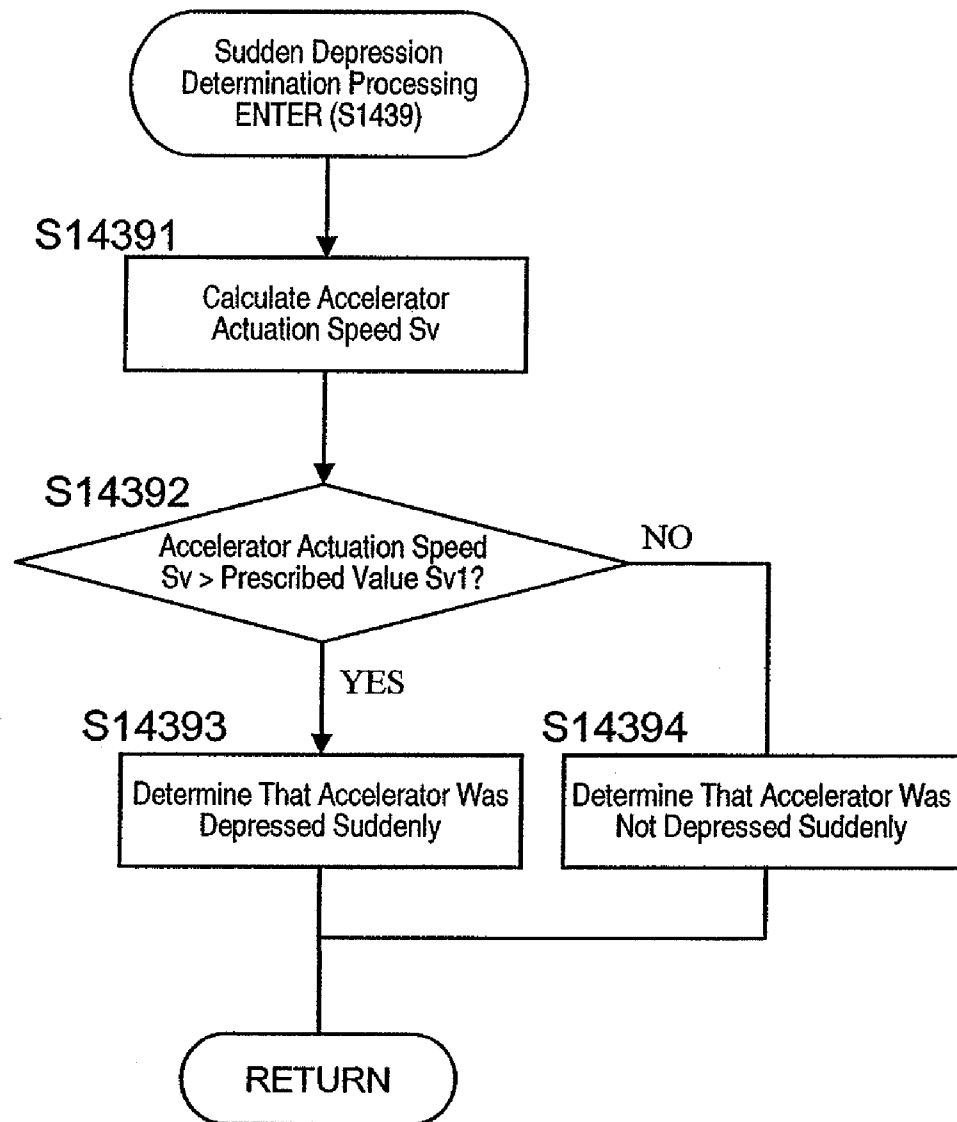 Sudden Depression
Determination Processing
ENTER (S1439)
S14391
Calculate Accelerator
Actuation Speed Sv
S14392
Accelerator Actuation Speed
Sv > Prescribed Value Sv1?
NO
YES
S14393
Determine That Accelerator Was
Depressed Suddenly
S14394
Determine That Accelerator Was
Not Depressed Suddenly
RETURN